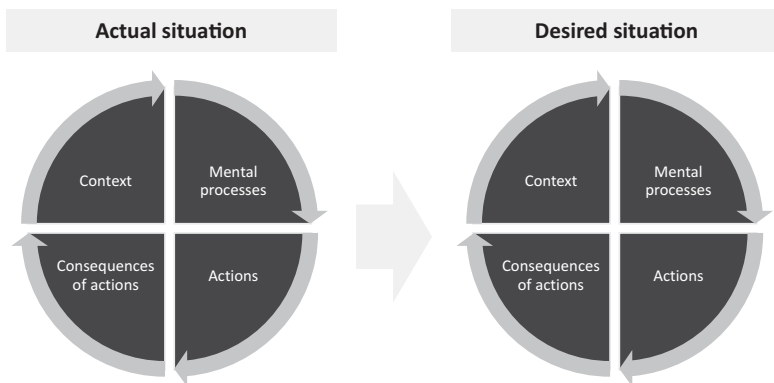 Actual situation
Desired situation
Context
Mental
processes
Consequences
of actions
Actions
Context
Mental
processes
Consequences
of actions
Actions